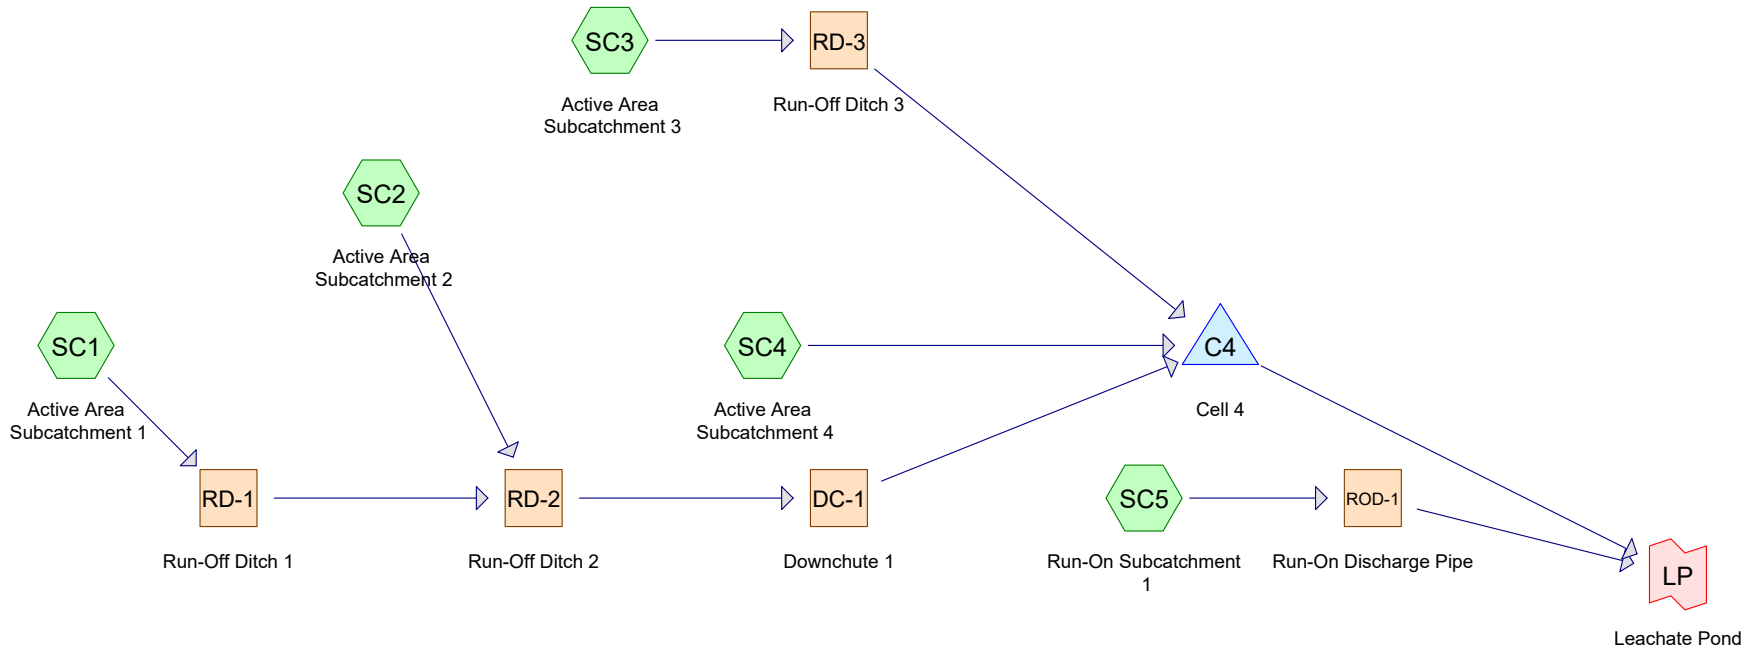 SC3
RD-3
Active Area
Subcatchment 3
Run-Off Ditch 3
SC2
Active Area
Subcatchment 2
SC1
Active Area
Subcatchment 1
SC4
Active Area
Subcatchment 4
C4
Cell 4
RD-1
Run-Off Ditch 1
RD-2
Run-Off Ditch 2
DC-1
Downchute 1
SC5
Run-On Subcatchment
1
ROD-1
Run-On Discharge Pipe
LP
Leachate Pond